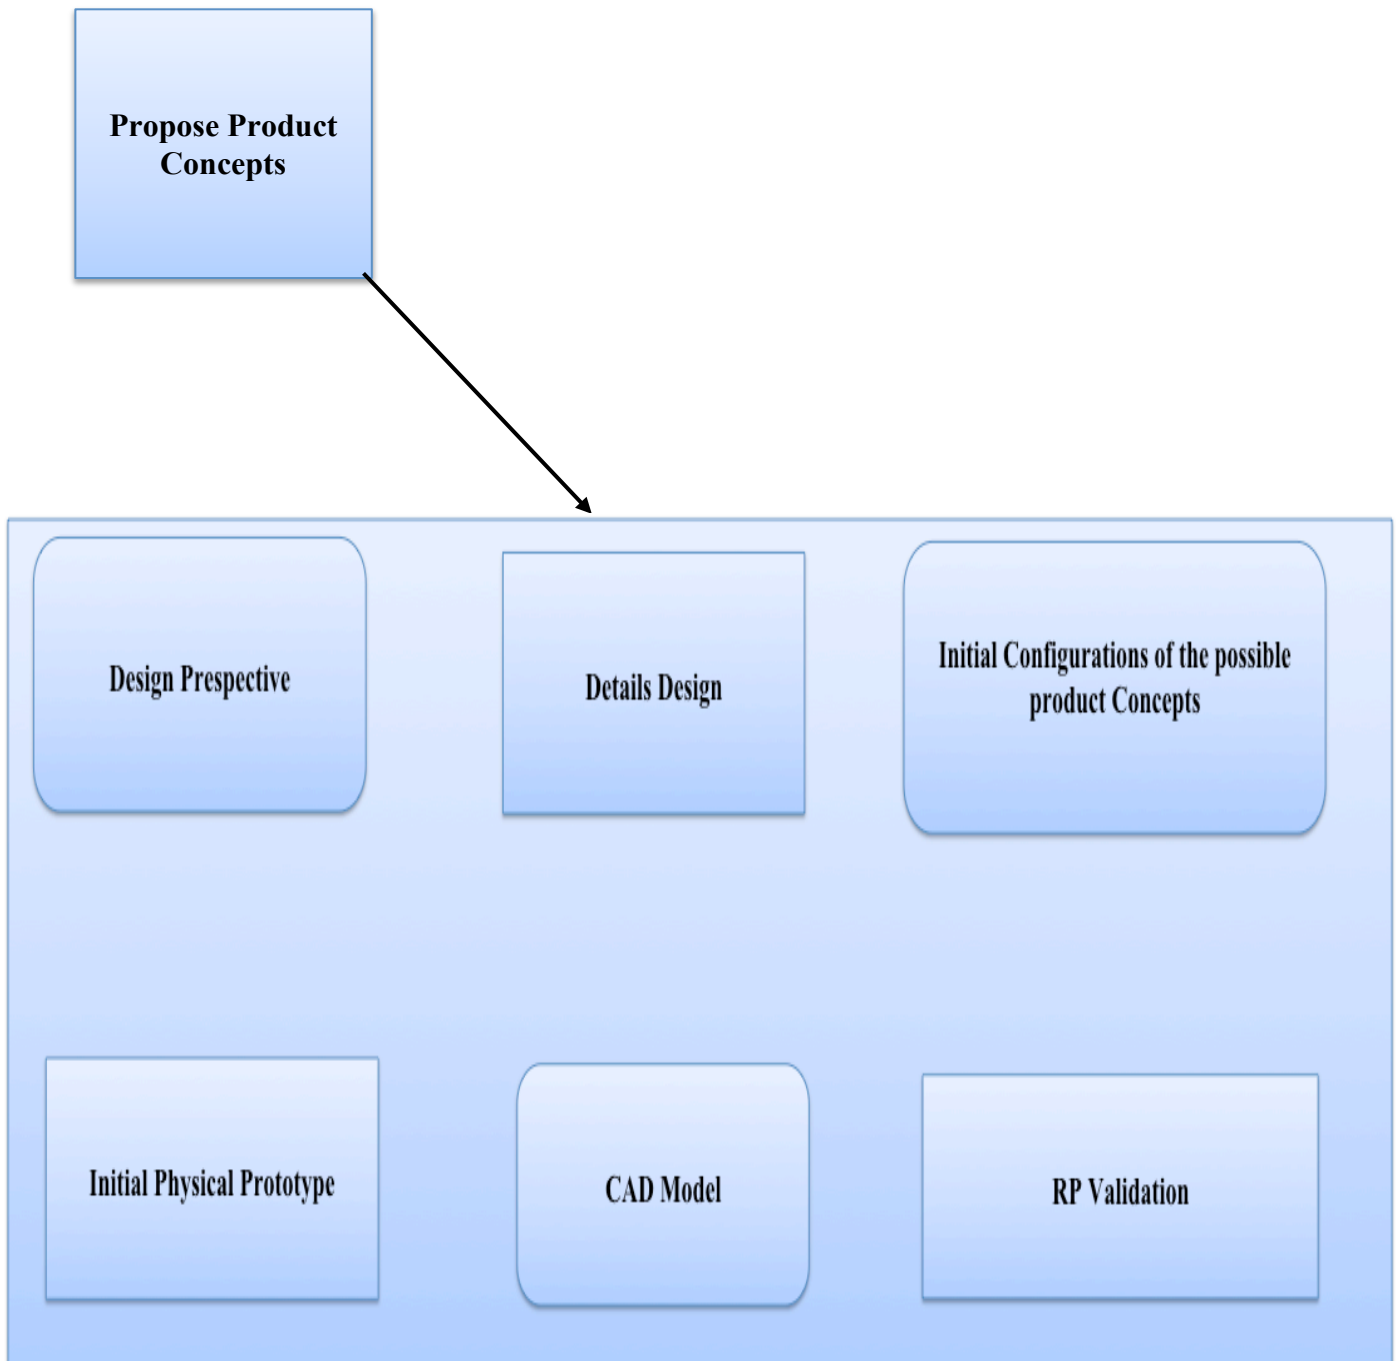 Propose Product
Concepts
Design Prespective
Details Design
Initial Configurations of the possible
product Concepts
Initial Physical Prototype
CAD Model
RP Validation